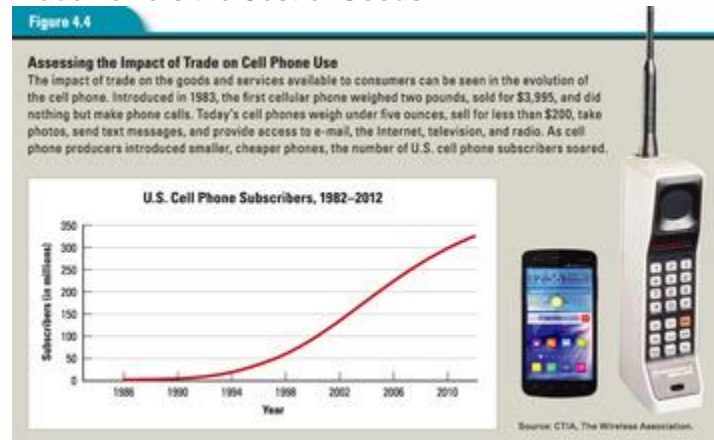 Figure 4.4
Assessing the Impact of Trade on Cell Phone Use
The impact of trade on the goods and services available to consumers can be seen in the evolution of
the cell phone. Introduced in 1983, the first cellular phone weighed two pounds, sold for $3,995, and did
nothing but make phone calls. Today's cell phones weigh under five ounces, sell for less than $200, take
photos, send text messages, and provide access to e-mail, the Internet, television, and radio. As cell
phone producers introduced smaller, cheaper phones, the number of U.S. cell phone subscribers soared.
U.S. Cell Phone Subscribers, 1982–2012
Subscribers (in millions)
350
300
250
200
150
100
50
0
1986 1990 1994 1998 2002 2006 2010
Year
12:55
Source: CTIA, The Wireless Association.